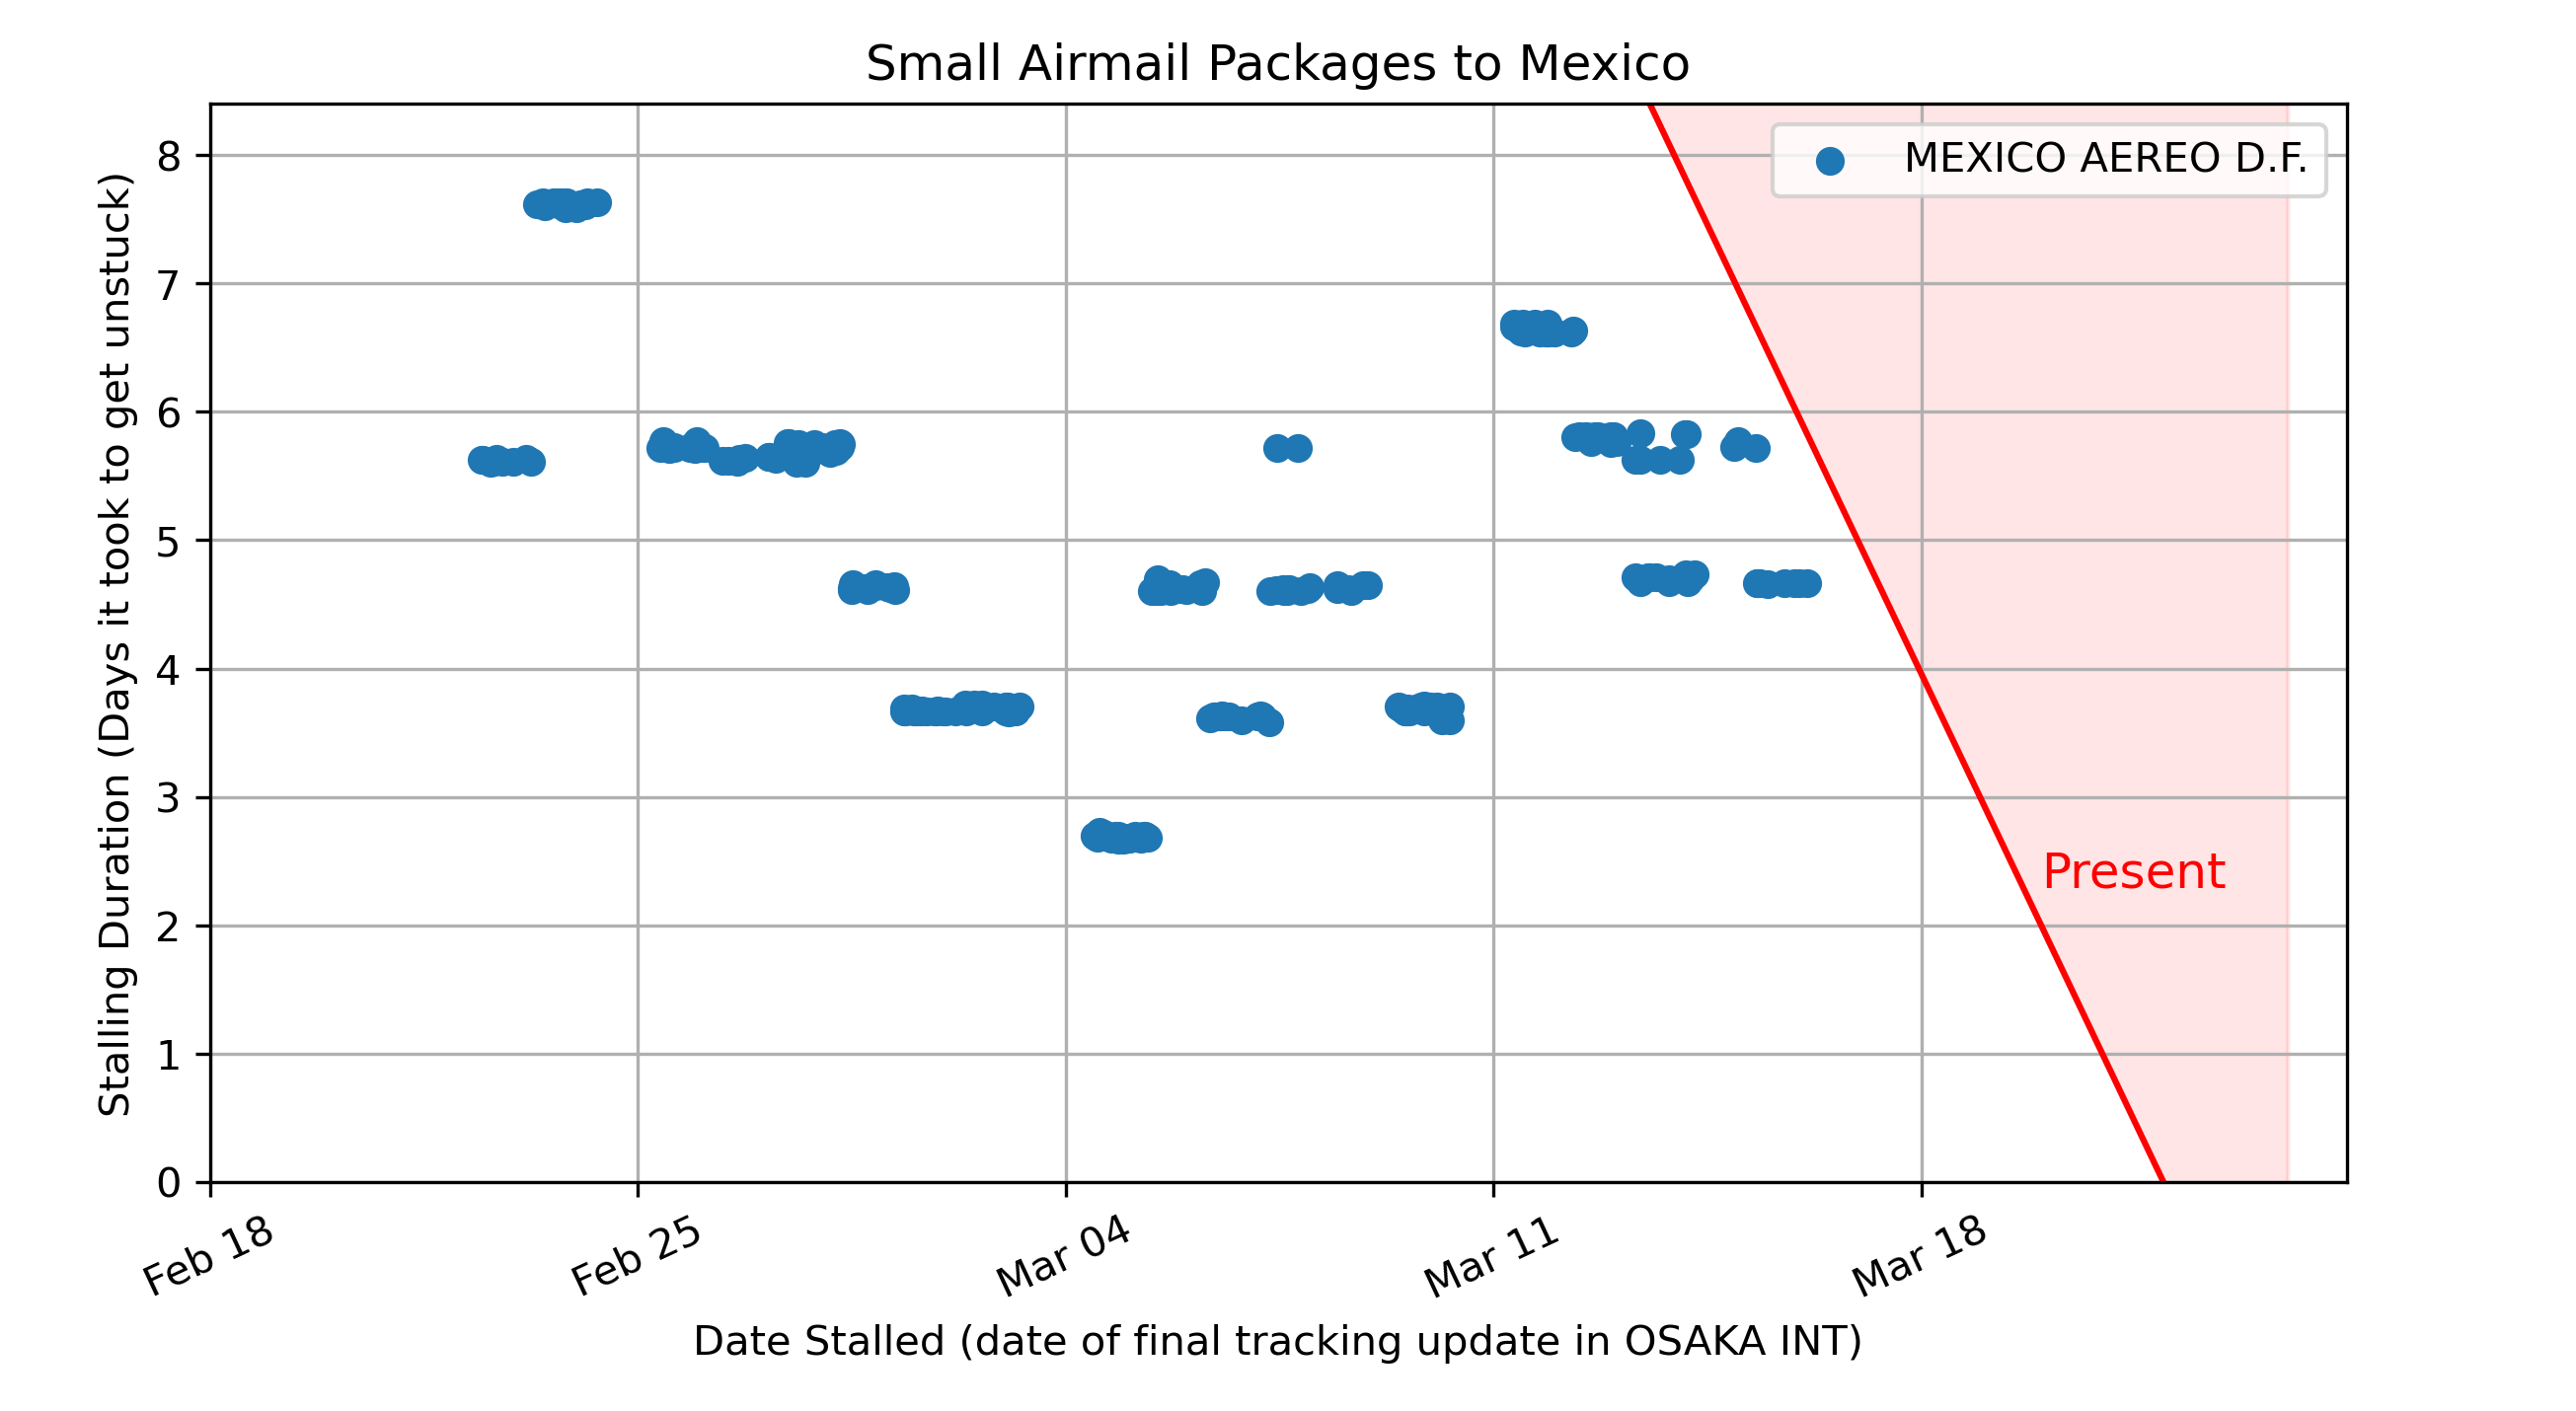 Small Airmail Packages to Mexico
MEXICO AEREO D.F.
Stalling Duration (Days it took to get unstuck)
8
7
6
5
4
3
2
1
0
Present
Feb 18
Feb 25
Mar 04
Mar 11
Mar 18
Date Stalled (date of final tracking update in OSAKA INT)